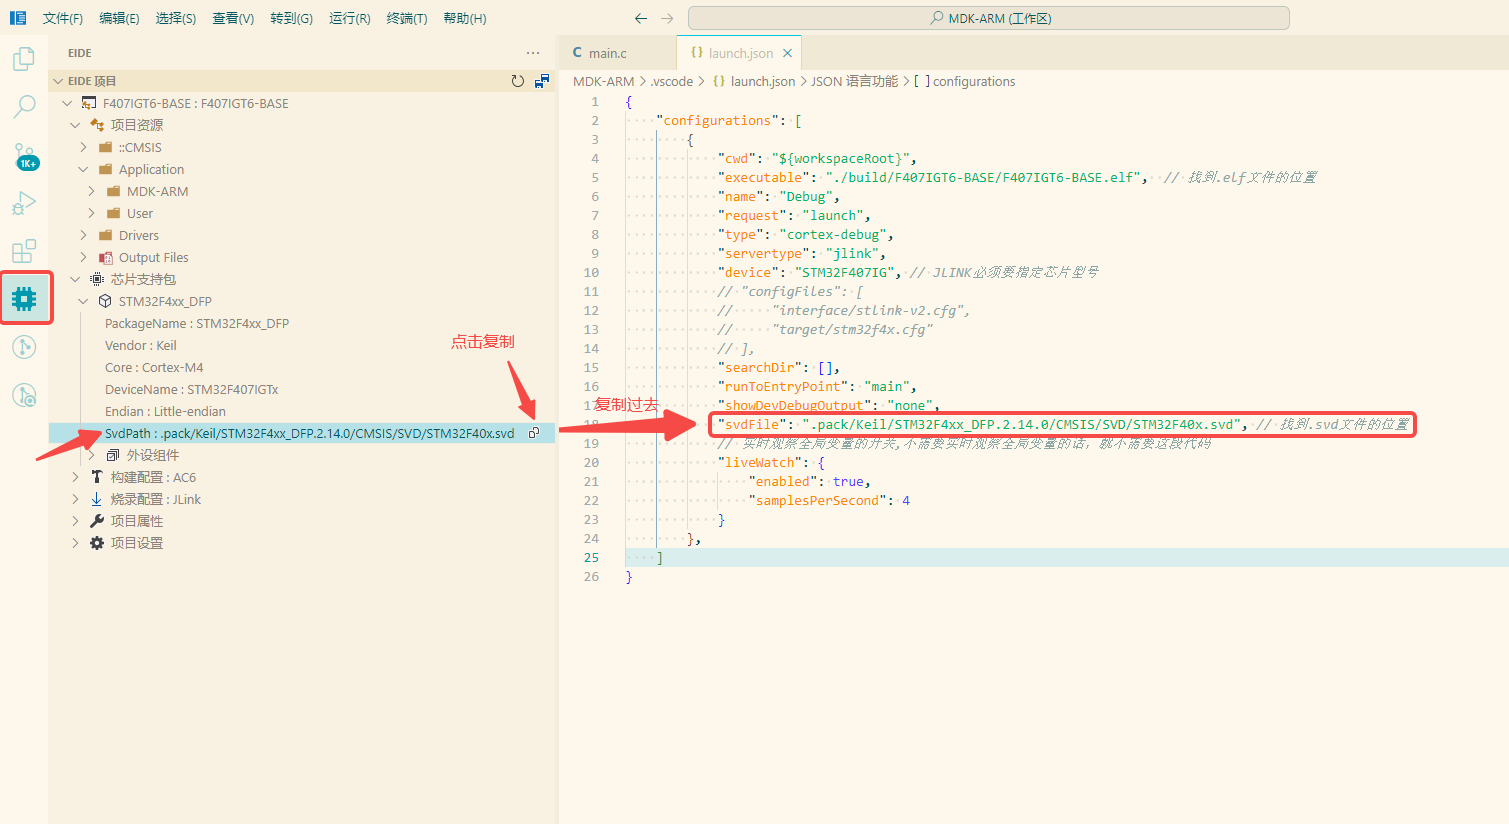 文件(F) 编辑(E) 选择(S) 查看(V) 转到(G) 运行(R) 终端(T) 帮助(H)
MDK-ARM (工作区)
EIDE
EIDE 项目
F407IGT6-BASE : F407IGT6-BASE
项目资源
::CMSIS
Application
MDK-ARM
User
Drivers
Output Files
芯片支持包
STM32F4xx_DFP
PackageName : STM32F4xx_DFP
Vendor : Keil
Core : Cortex-M4
DeviceName : STM32F407IGTx
Endian : Little-endian
SvdPath : .pack/Keil/STM32F4xx_DFP.2.14.0/CMSIS/SVD/STM32F40x.svd
外设组件
构建配置 : AC6
烧录配置 : JLink
项目属性
项目设置
1K+
点击复制
复制过去
C main.c {} launch.json
MDK-ARM > .vscode > {} launch.json > JSON 语言功能 > [ ] configurations
1 {
2 "configurations": [
3 {
4 "cwd": "${workspaceRoot}",
5 "executable": "./build/F407IGT6-BASE/F407IGT6-BASE.elf", // 找到.elf文件的位置
6 "name": "Debug",
7 "request": "launch",
8 "type": "cortex-debug",
9 "servertype": "jlink",
10 "device": "STM32F407IG", // JLINK必须要指定芯片型号
11 // "configFiles": [
12 // "interface/stlink-v2.cfg",
13 // "target/stm32f4x.cfg"
14 // ],
15 "searchDir": [],
16 "runToEntryPoint": "main",
17 "showDevDebugOutput": "none",
18 "svdFile": ".pack/Keil/STM32F4xx_DFP.2.14.0/CMSIS/SVD/STM32F40x.svd", // 找到.svd文件的位置
19 // 实时观察全局变量的开关,不需要实时观察全局变量的话，就不需要这段代码
20 "liveWatch": {
21 "enabled": true,
22 "samplesPerSecond": 4
23 }
24 },
25 ]
26 }